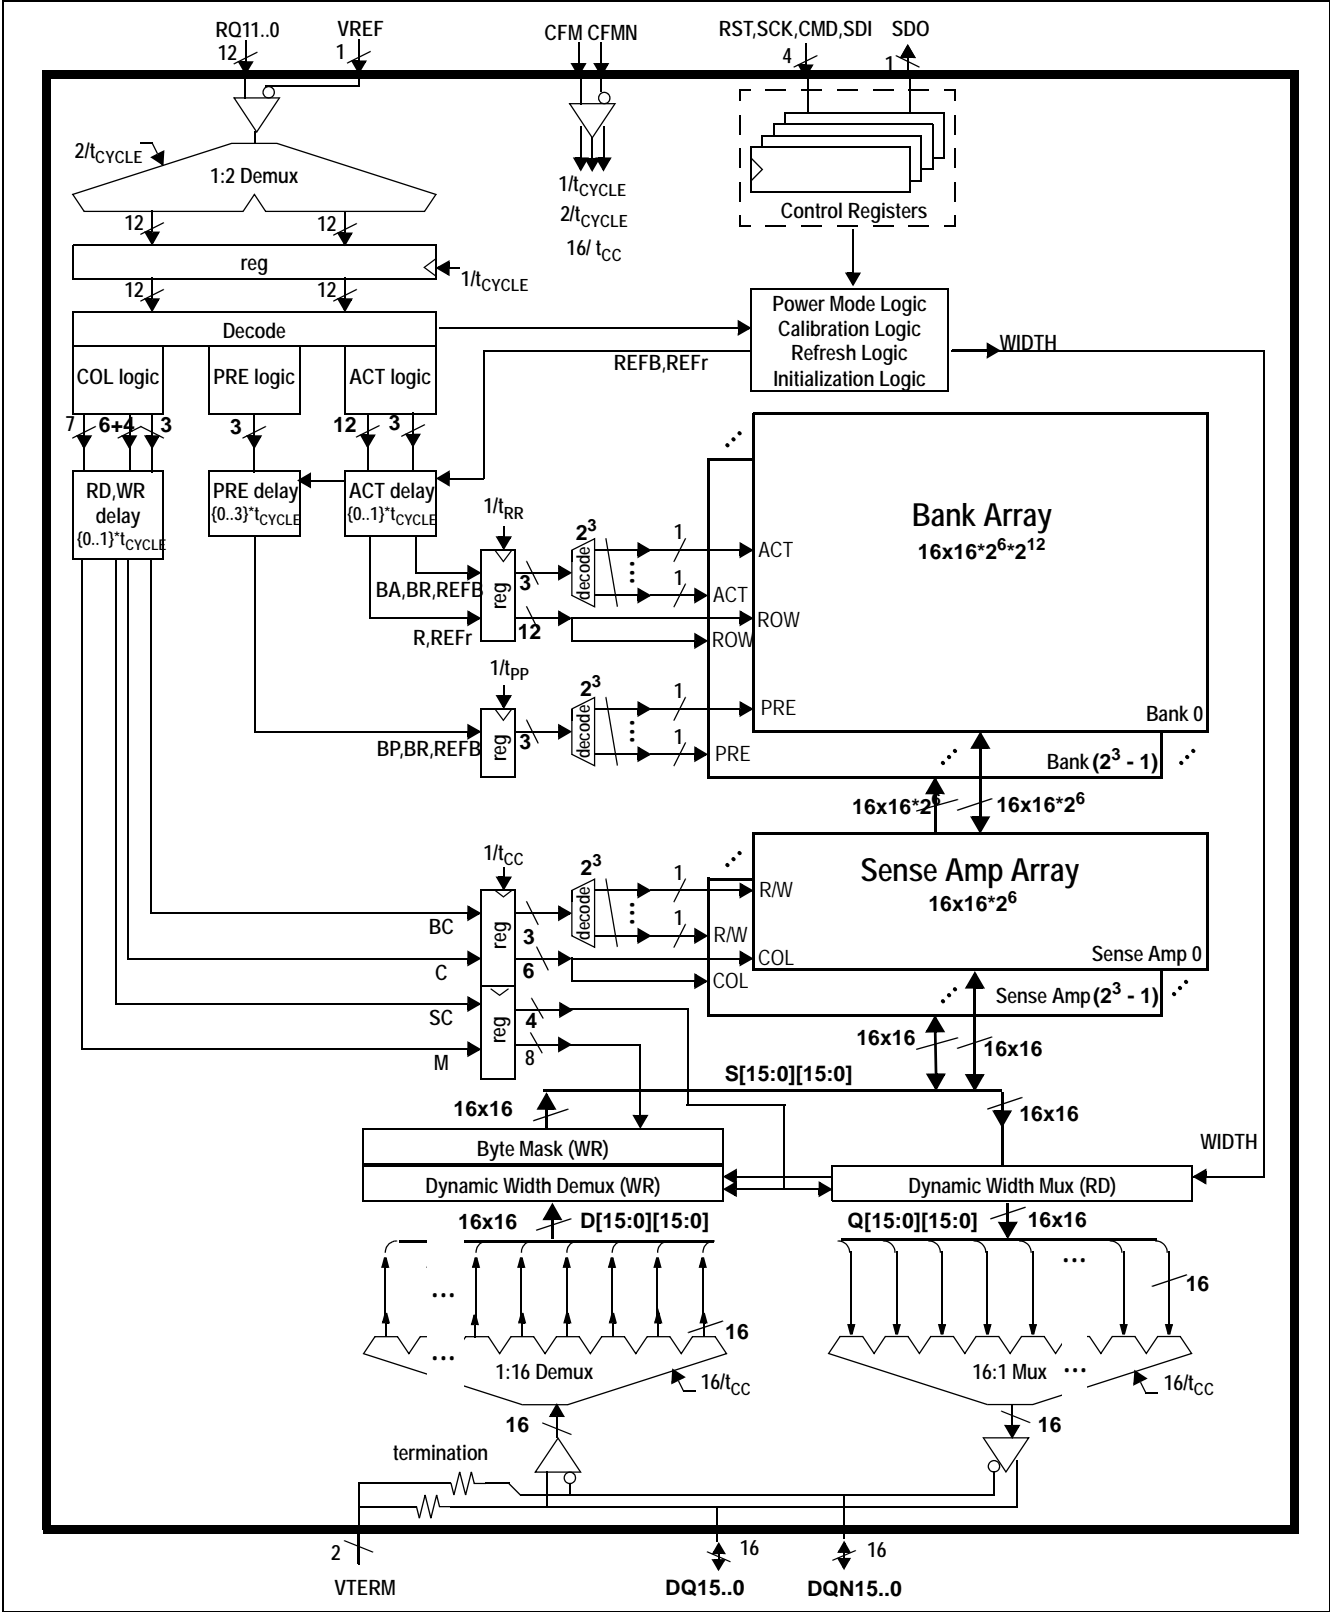 RQ11..0 VREF CFM CFMN RST,SCK,CMD,SDI SDO
12 1 4 1
2/tCYCLE
1:2 Demux
1/tCYCLE
2/tCYCLE
16/ tCC
Control Registers
12 12
reg
1/tCYCLE
12 12
Decode
COL logic PRE logic ACT logic
REFB,REFr
Power Mode Logic
Calibration Logic
Refresh Logic
Initialization Logic
WIDTH
7 6+4 3 3 12 3
RD,WR
delay
{0..1}*tCYCLE
PRE delay
{0..3}*tCYCLE
ACT delay
{0..1}*tCYCLE
Bank Array
16x16*2^6*2^12
1/tRR
reg
BA,BR,REFB
R,REFr
3
12
2^3
decode
1
1
ACT
ACT
ROW
ROW
1/tPP
reg
BP,BR,REFB
3
2^3
decode
1
1
PRE
PRE
Bank 0
Bank (2^3 - 1)
16x16*2^6 16x16*2^6
Sense Amp Array
16x16*2^6
1/tCC
reg
BC
C
3
6
2^3
decode
1
1
R/W
R/W
COL
COL
Sense Amp 0
Sense Amp (2^3 - 1)
reg
SC
M
4
8
16x16 16x16
S[15:0][15:0]
16x16 16x16
WIDTH
Byte Mask (WR)
Dynamic Width Demux (WR)
Dynamic Width Mux (RD)
16x16 D[15:0][15:0] Q[15:0][15:0] 16x16
... ...
16 16
...
1:16 Demux 16/tCC
16:1 Mux ... 16/tCC
16 16
termination
2 16 16
VTERM DQ15..0 DQN15..0